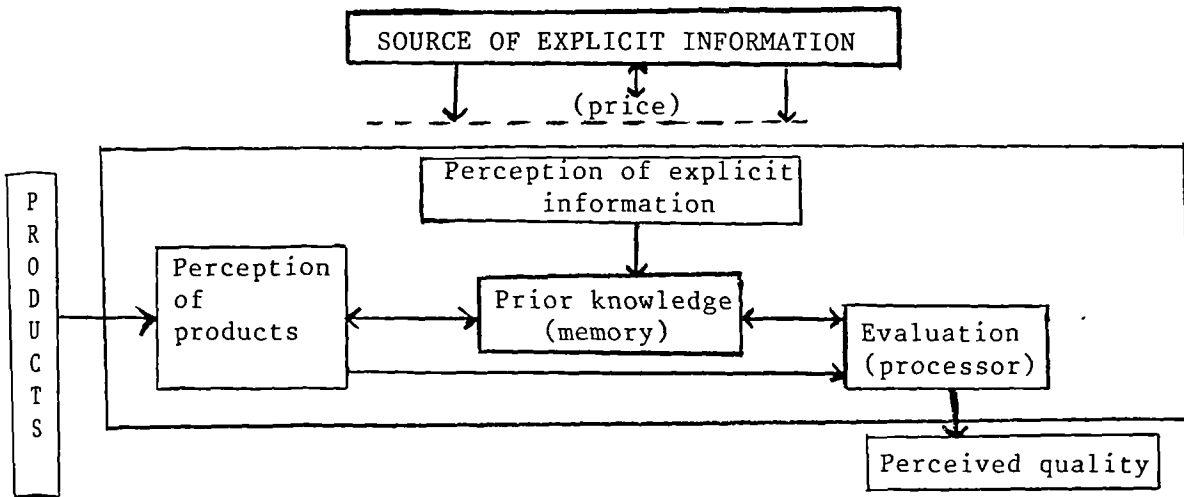 SOURCE OF EXPLICIT INFORMATION
(price)
Perception of explicit
information
PRODUCTS
Perception
of
products
Prior knowledge
(memory)
Evaluation
(processor)
Perceived quality